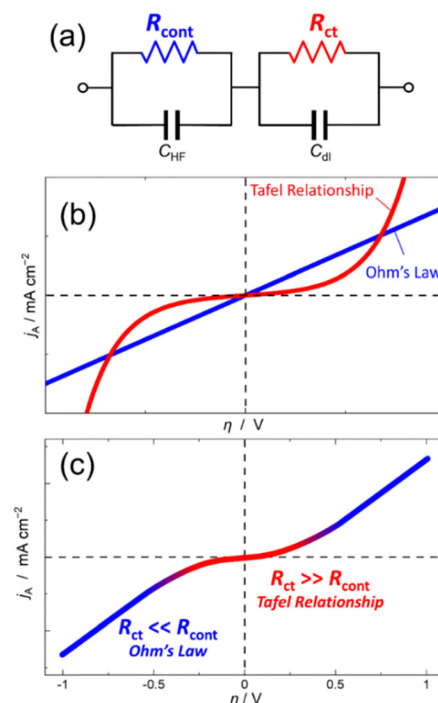 (a)
Rcont
Rct
CHF
Cdl
(b)
Tafel Relationship
Ohm's Law
jA / mA cm−2
η / V
(c)
Rct >> Rcont
Tafel Relationship
Rct << Rcont
Ohm's Law
jA / mA cm−2
-1 -0.5 0 0.5 1
η / V